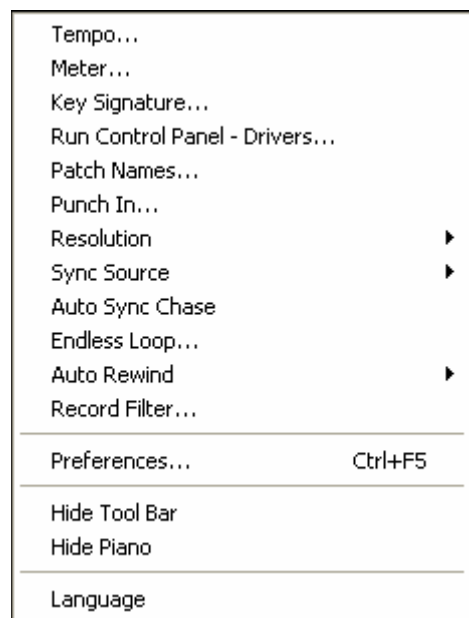 Tempo...
Meter...
Key Signature...
Run Control Panel - Drivers...
Patch Names...
Punch In...
Resolution
Sync Source
Auto Sync Chase
Endless Loop...
Auto Rewind
Record Filter...
Preferences... Ctrl+F5
Hide Tool Bar
Hide Piano
Language